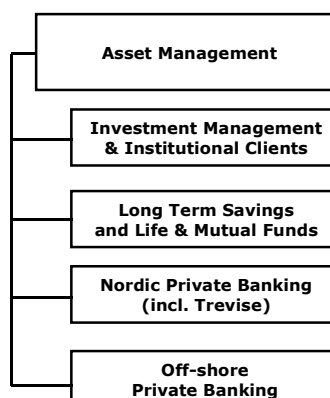 Asset Management
Investment Management
& Institutional Clients
Long Term Savings
and Life & Mutual Funds
Nordic Private Banking
(incl. Trevise)
Off-shore
Private Banking